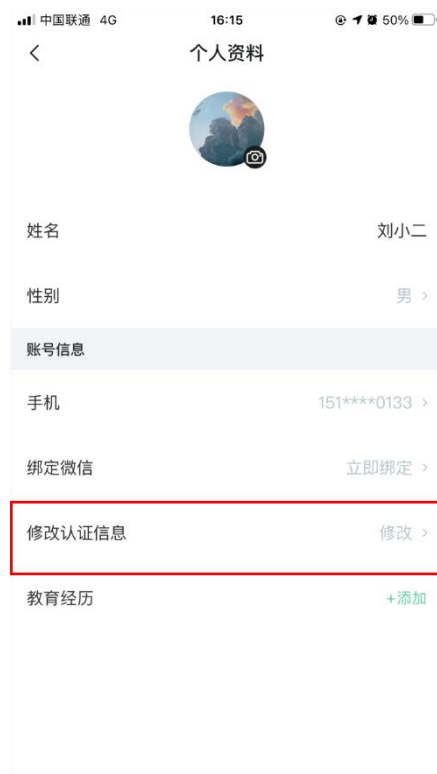 中国联通 4G 16:15 50%
个人资料
姓名 刘小二
性别 男
账号信息
手机 151****0133
绑定微信 立即绑定
修改认证信息 修改
教育经历 +添加